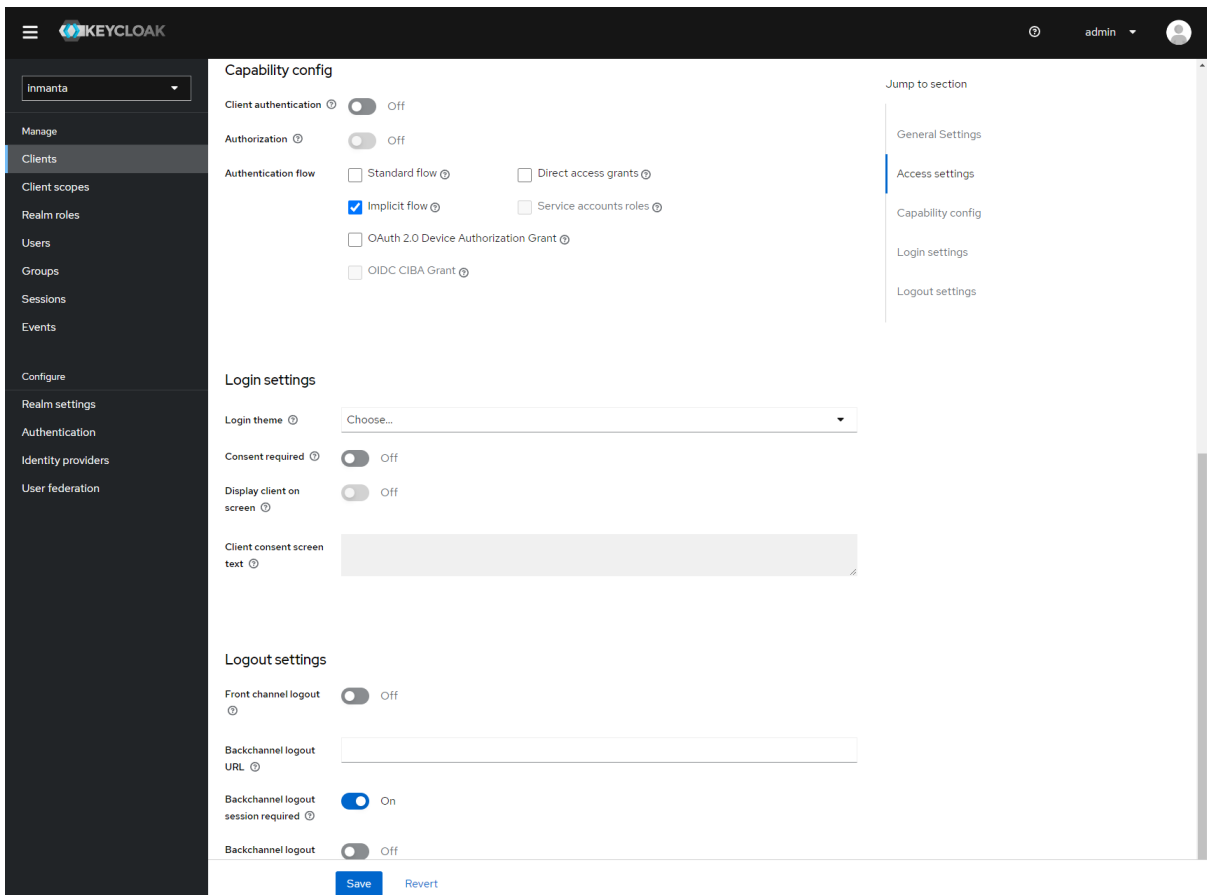 KEYCLOAK
admin
inmanta
Manage
Clients
Client scopes
Realm roles
Users
Groups
Sessions
Events
Configure
Realm settings
Authentication
Identity providers
User federation
Capability config
Client authentication
Off
Authorization
Off
Authentication flow
Standard flow
Direct access grants
Implicit flow
Service accounts roles
OAuth 2.0 Device Authorization Grant
OIDC CIBA Grant
Login settings
Login theme
Choose...
Consent required
Off
Display client on
screen
Off
Client consent screen
text
Logout settings
Front channel logout
Off
Backchannel logout
URL
Backchannel logout
session required
On
Backchannel logout
Off
Save
Revert
Jump to section
General Settings
Access settings
Capability config
Login settings
Logout settings